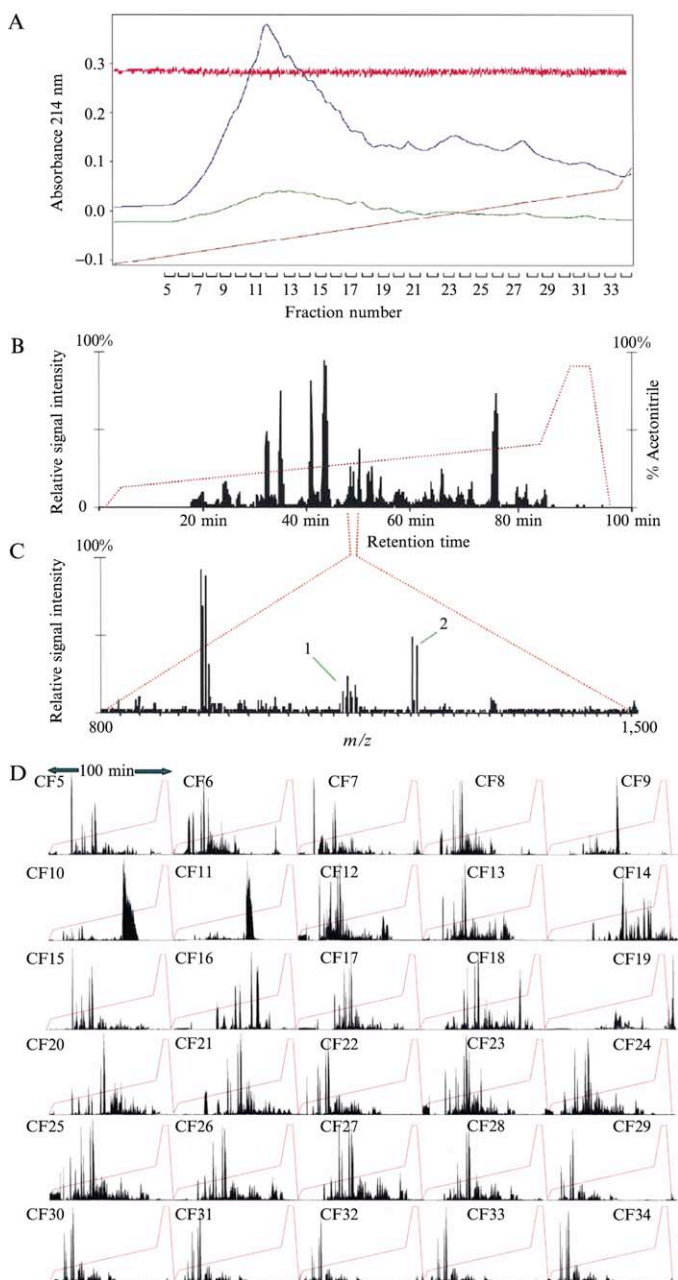 A
Absorbance 214 nm
0.3
0.2
0.1
0.0
−0.1
5 7 9 11 13 15 17 19 21 23 25 27 29 31 33
Fraction number
B
100% 100%
Relative signal intensity
% Acetonitrile
0
20 min 40 min 60 min 80 min 100 min
Retention time
C
100%
Relative signal intensity
1
2
800 1,500
m/z
D
100 min
CF5 CF6 CF7 CF8 CF9
CF10 CF11 CF12 CF13 CF14
CF15 CF16 CF17 CF18 CF19
CF20 CF21 CF22 CF23 CF24
CF25 CF26 CF27 CF28 CF29
CF30 CF31 CF32 CF33 CF34